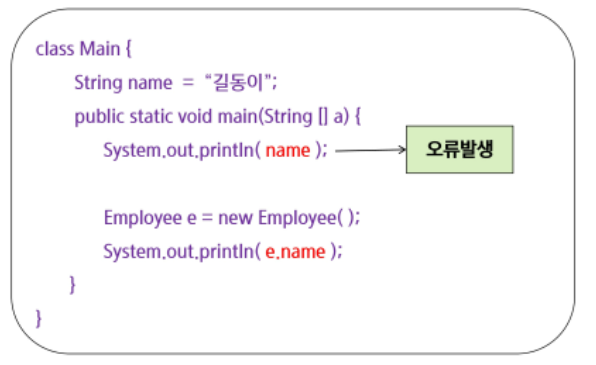 class Main {
String name = “길동이”;
public static void main(String [] a) {
System.out.println( name );
오류발생
Employee e = new Employee( );
System.out.println( e.name );
}
}